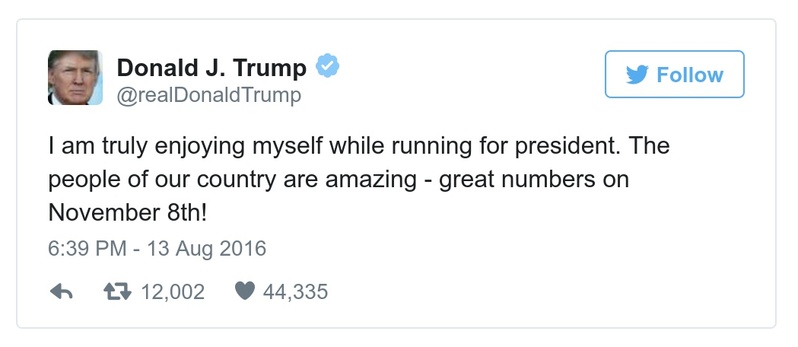 Donald J. Trump
@realDonaldTrump
Follow
I am truly enjoying myself while running for president. The
people of our country are amazing - great numbers on
November 8th!
6:39 PM - 13 Aug 2016
12,002 44,335